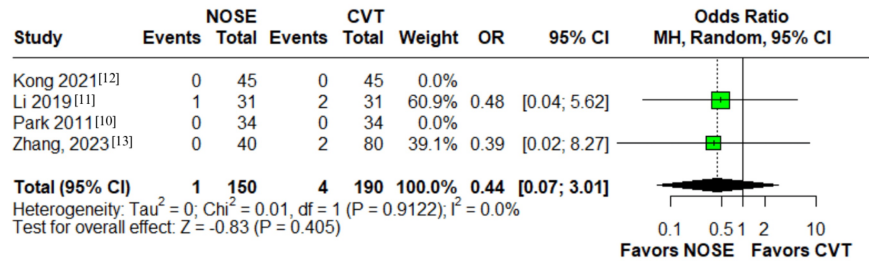 NOSE CVT Odds Ratio
Study Events Total Events Total Weight OR 95% CI MH, Random, 95% CI
Kong 2021[12] 0 45 0 45 0.0%
Li 2019[11] 1 31 2 31 60.9% 0.48 [0.04; 5.62]
Park 2011[10] 0 34 0 34 0.0%
Zhang, 2023[13] 0 40 2 80 39.1% 0.39 [0.02; 8.27]
Total (95% CI) 1 150 4 190 100.0% 0.44 [0.07; 3.01]
Heterogeneity: Tau² = 0; Chi² = 0.01, df = 1 (P = 0.9122); I² = 0.0%
Test for overall effect: Z = -0.83 (P = 0.405)
0.1 0.5 1 2 10
Favors NOSE Favors CVT